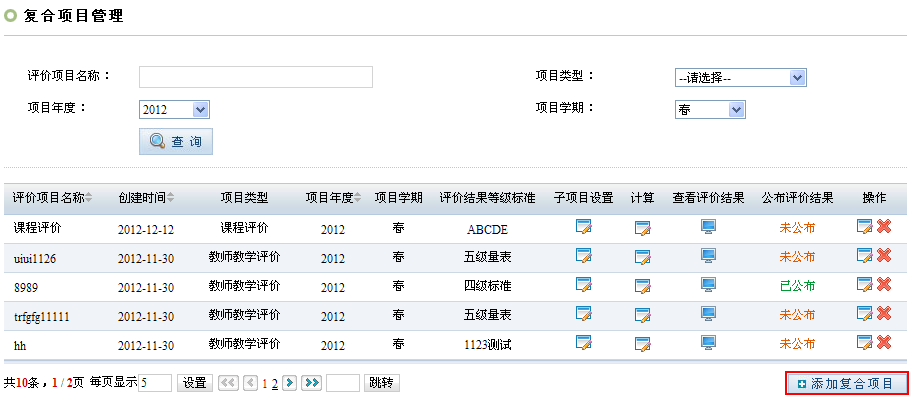 复合项目管理
评价项目名称： 项目类型： --请选择--
项目年度： 2012 项目学期： 春
查 询
评价项目名称 创建时间 项目类型 项目年度 项目学期 评价结果等级标准 子项目设置 计算 查看评价结果 公布评价结果 操作
课程评价 2012-12-12 课程评价 2012 春 ABCDE 未公布
uiui1126 2012-11-30 教师教学评价 2012 春 五级量表 未公布
8989 2012-11-30 教师教学评价 2012 春 四级标准 已公布
trfgfg11111 2012-11-30 教师教学评价 2012 春 五级量表 未公布
hh 2012-11-30 教师教学评价 2012 春 1123测试 未公布
共10条，1 / 2页 每页显示 5 设置 1 2 跳转 添加复合项目